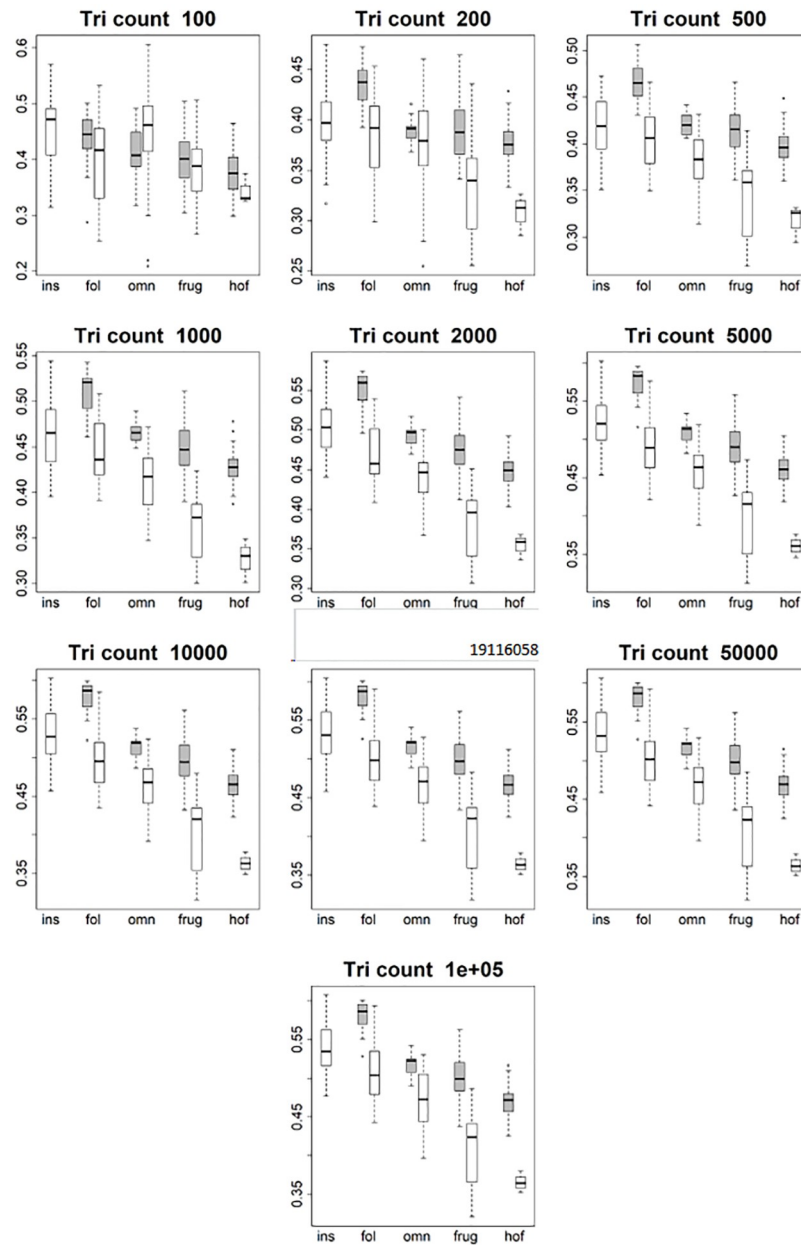 Tri count 100
Tri count 200
Tri count 500
0.6
0.5
0.4
0.3
0.2
0.45
0.40
0.35
0.30
0.25
0.50
0.45
0.40
0.35
0.30
ins fol omn frug hof
ins fol omn frug hof
ins fol omn frug hof
Tri count 1000
Tri count 2000
Tri count 5000
0.55
0.50
0.45
0.40
0.35
0.30
0.55
0.50
0.45
0.40
0.35
0.30
0.55
0.45
0.35
ins fol omn frug hof
ins fol omn frug hof
ins fol omn frug hof
19116058
Tri count 10000
Tri count 50000
0.55
0.45
0.35
0.55
0.45
0.35
0.55
0.45
0.35
ins fol omn frug hof
ins fol omn frug hof
ins fol omn frug hof
Tri count 1e+05
0.55
0.45
0.35
ins fol omn frug hof